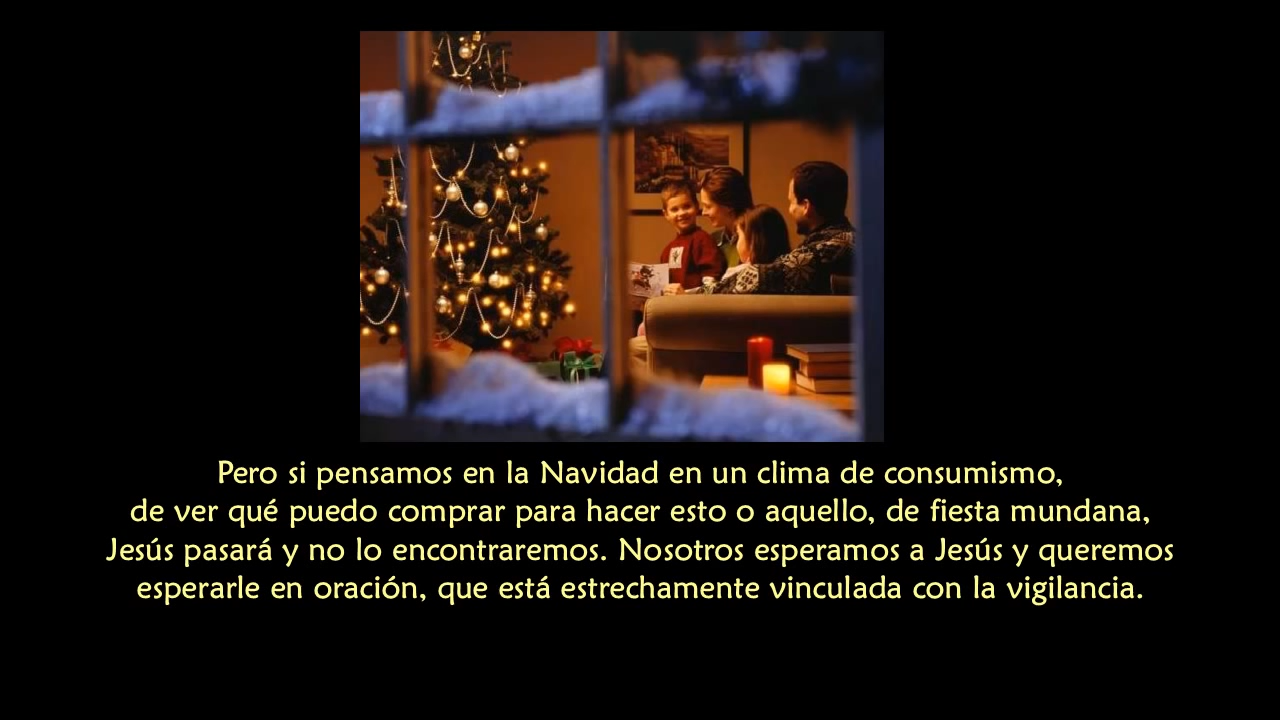 Pero si pensamos en la Navidad en un clima de consumismo,
de ver qué puedo comprar para hacer esto o aquello, de fiesta mundana,
Jesús pasará y no lo encontraremos. Nosotros esperamos a Jesús y queremos
esperarle en oración, que está estrechamente vinculada con la vigilancia.